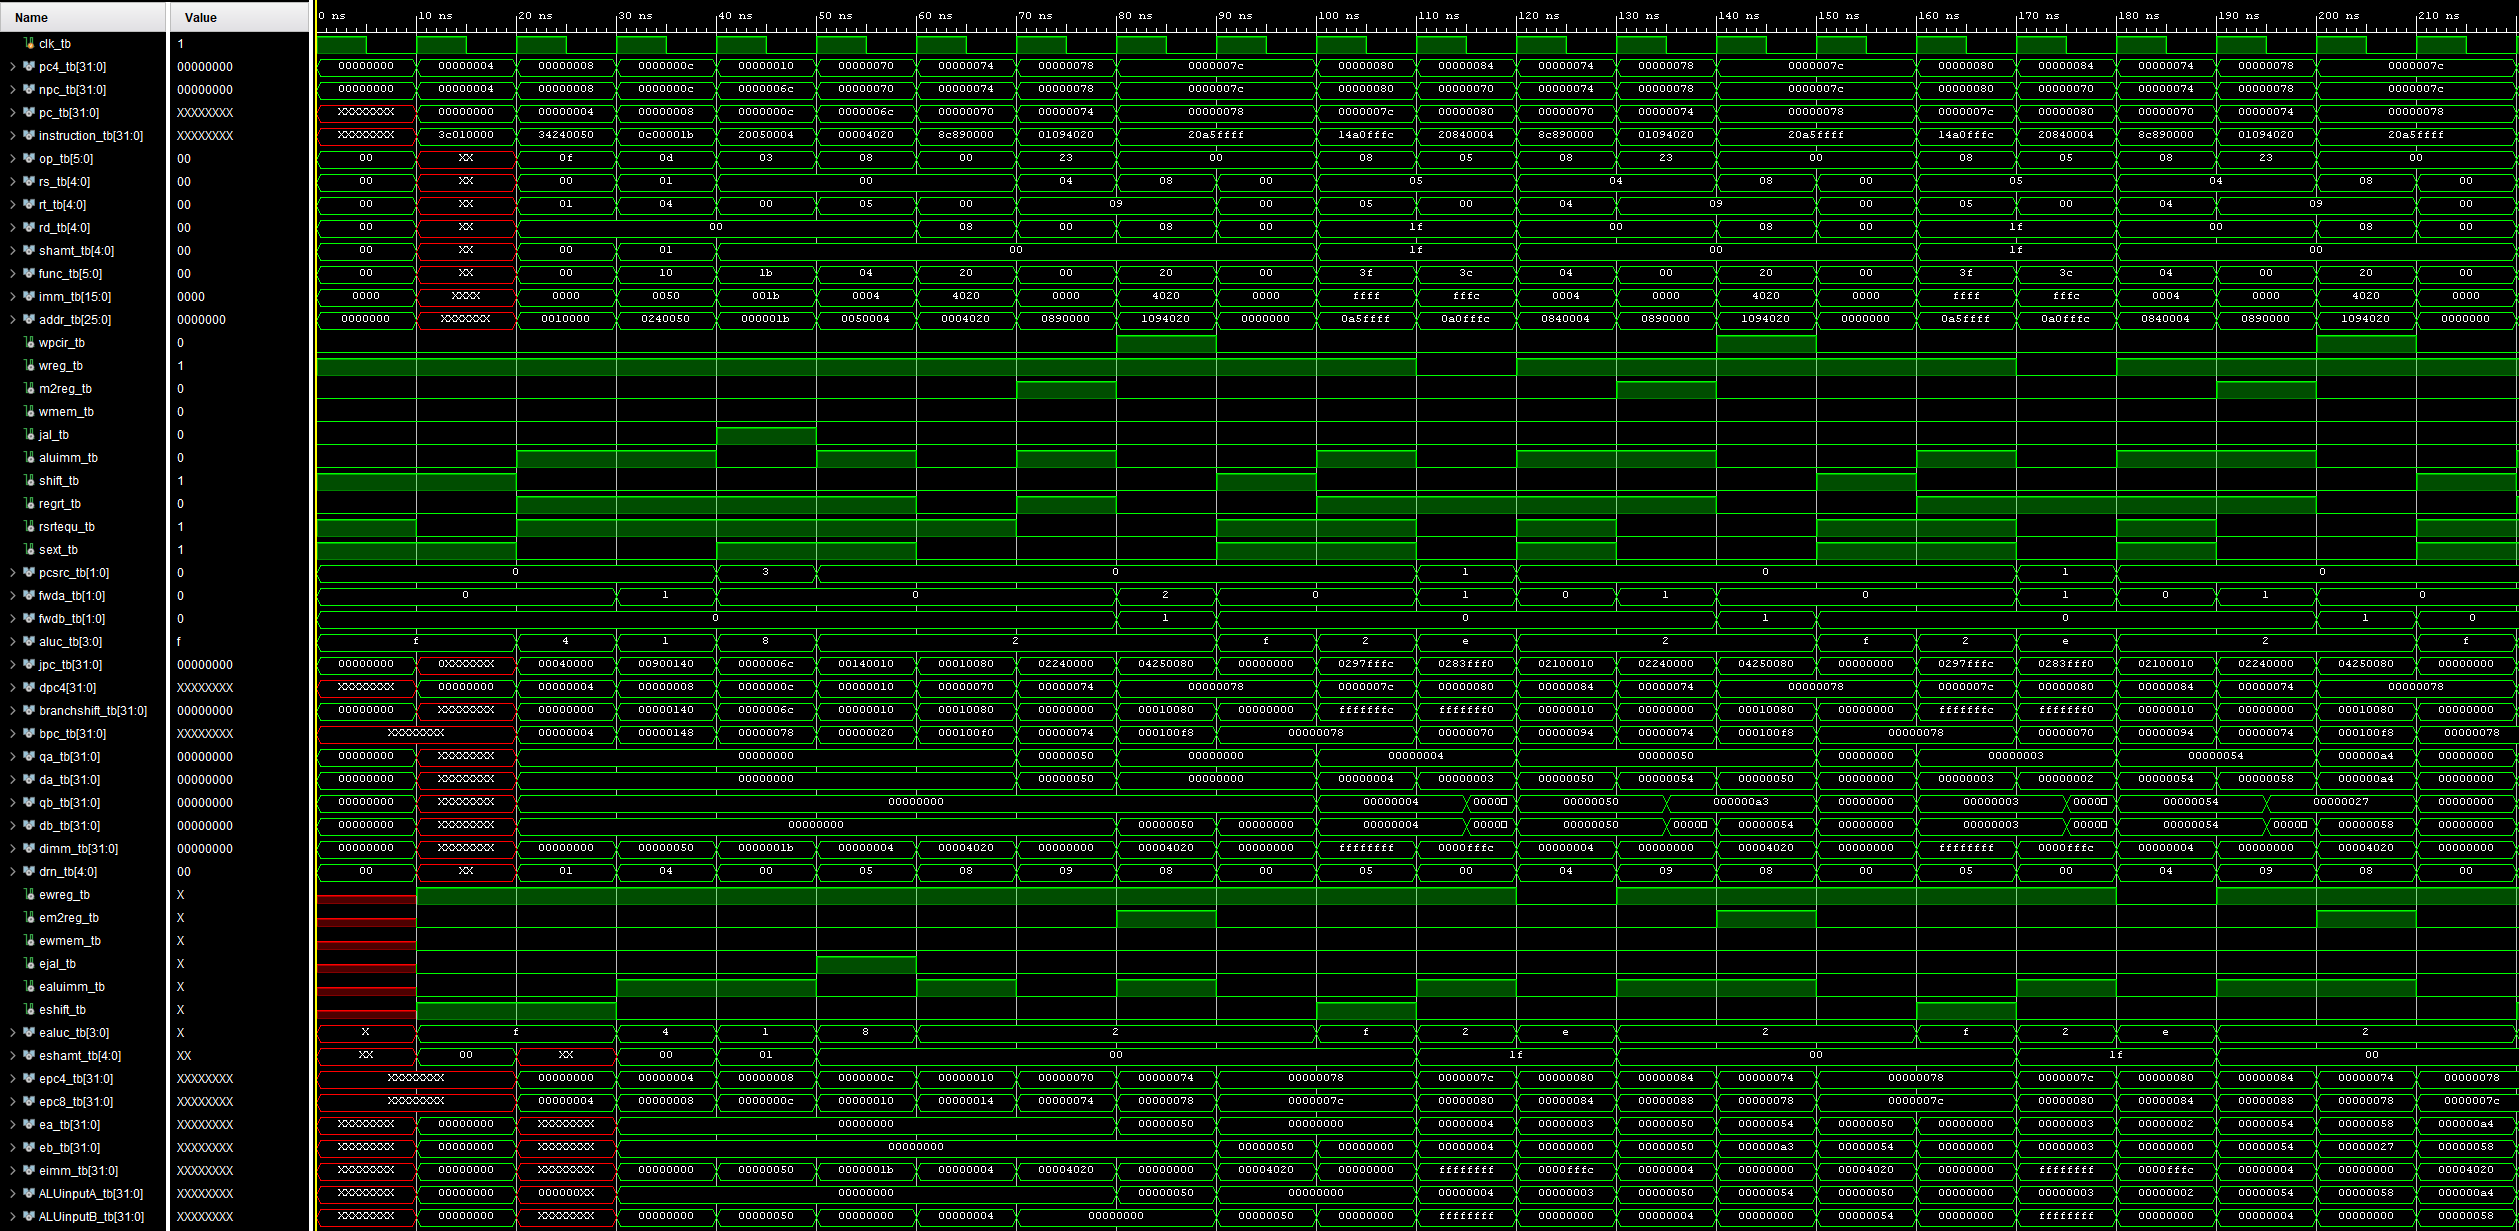 Name Value 0 ns 10 ns 20 ns 30 ns 40 ns 50 ns 60 ns 70 ns 80 ns 90 ns 100 ns 110 ns 120 ns 130 ns 140 ns 150 ns 160 ns 170 ns 180 ns 190 ns 200 ns 210 ns
clk_tb 1
pc4_tb[31:0] 00000000 00000000 00000004 00000008 0000000c 00000010 00000070 00000074 00000078 0000007c 00000080 00000084 00000074 00000078 0000007c 00000080 00000084 00000074 00000078 0000007c
npc_tb[31:0] 00000000 00000000 00000004 00000008 0000000c 0000006c 00000070 00000074 00000078 0000007c 00000080 00000070 00000074 00000078 0000007c 00000080 00000070 00000074 00000078 0000007c
pc_tb[31:0] XXXXXXXX XXXXXXXX 00000000 00000004 00000008 0000000c 0000006c 00000070 00000074 00000078 0000007c 00000080 00000070 00000074 00000078 0000007c 00000080 00000070 00000074 00000078
instruction_tb[31:0] XXXXXXXX XXXXXXXX 3c010000 34240050 0c00001b 20050004 00004020 8c890000 01094020 20a5ffff 14a0fffc 20840004 8c890000 01094020 20a5ffff 14a0fffc 20840004 8c890000 01094020 20a5ffff
op_tb[5:0] 00 00 XX 0f 0d 03 08 00 23 00 08 05 08 23 00 08 05 08 23 00
rs_tb[4:0] 00 00 XX 00 01 00 04 08 00 05 04 08 00 05 04 08 00
rt_tb[4:0] 00 00 XX 01 04 00 05 00 09 00 05 00 04 09 00 05 00 04 09 00
rd_tb[4:0] 00 00 XX 00 08 00 08 00 1f 00 08 00 1f 00 08 00
shamt_tb[4:0] 00 00 XX 00 01 00 1f 00 1f 00
func_tb[5:0] 00 00 XX 00 10 1b 04 20 00 20 00 3f 3c 04 00 20 00 3f 3c 04 00 20 00
imm_tb[15:0] 0000 0000 XXXX 0000 0050 001b 0004 4020 0000 4020 0000 ffff fffc 0004 0000 4020 0000 ffff fffc 0004 0000 4020 0000
addr_tb[25:0] 0000000 0000000 XXXXXXX 0010000 0240050 000001b 0050004 0004020 0890000 1094020 0000000 0a5ffff 0a0fffc 0840004 0890000 1094020 0000000 0a5ffff 0a0fffc 0840004 0890000 1094020 0000000
wpcir_tb 0
wreg_tb 1
m2reg_tb 0
wmem_tb 0
jal_tb 0
aluimm_tb 0
shift_tb 1
regrt_tb 0
rsrtequ_tb 1
sext_tb 1
pcsrc_tb[1:0] 0 0 3 0 1 0 1 0
fwda_tb[1:0] 0 0 1 0 2 0 1 0 1 0 1 0 1 0
fwdb_tb[1:0] 0 0 1 0 1 0 1 0
aluc_tb[3:0] f f 4 1 8 2 f 2 e 2 f 2 e 2 f
jpc_tb[31:0] 00000000 00000000 0XXXXXXX 00040000 00900140 0000006c 00140010 00010080 02240000 04250080 00000000 0297fffc 0283fff0 02100010 02240000 04250080 00000000 0297fffc 0283fff0 02100010 02240000 04250080 00000000
dpc4[31:0] XXXXXXXX XXXXXXXX 00000000 00000004 00000008 0000000c 00000010 00000070 00000074 00000078 0000007c 00000080 00000084 00000074 00000078 0000007c 00000080 00000084 00000074 00000078
branchshift_tb[31:0] 00000000 00000000 XXXXXXXX 00000000 00000140 0000006c 00000010 00010080 00000000 00010080 00000000 fffffffc fffffff0 00000010 00000000 00010080 00000000 fffffffc fffffff0 00000010 00000000 00010080 00000000
bpc_tb[31:0] XXXXXXXX XXXXXXXX 00000004 00000148 00000078 00000020 000100f0 00000074 000100f8 00000078 00000070 00000094 00000074 000100f8 00000078 00000070 00000094 00000074 000100f8 00000078
qa_tb[31:0] 00000000 00000000 XXXXXXXX 00000000 00000050 00000000 00000004 00000050 00000000 00000003 00000054 000000a4 00000000
da_tb[31:0] 00000000 00000000 XXXXXXXX 00000000 00000050 00000000 00000004 00000003 00000050 00000054 00000050 00000000 00000003 00000002 00000054 00000058 000000a4 00000000
qb_tb[31:0] 00000000 00000000 XXXXXXXX 00000000 00000004 0000 00000050 000000a3 00000000 00000003 0000 00000054 00000027 00000000
db_tb[31:0] 00000000 00000000 XXXXXXXX 00000000 00000050 00000000 00000004 0000 00000050 0000 00000054 00000000 00000003 0000 00000054 0000 00000058 00000000
dimm_tb[31:0] 00000000 00000000 XXXXXXXX 00000000 00000050 0000001b 00000004 00004020 00000000 00004020 00000000 ffffffff 0000fffc 00000004 00000000 00004020 00000000 ffffffff 0000fffc 00000004 00000000 00004020 00000000
drn_tb[4:0] 00 00 XX 01 04 00 05 08 09 08 00 05 00 04 09 08 00 05 00 04 09 08 00
ewreg_tb X
em2reg_tb X
ewmem_tb X
ejal_tb X
ealuimm_tb X
eshift_tb X
ealuc_tb[3:0] X X f 4 1 8 2 f 2 e 2 f 2 e 2
eshamt_tb[4:0] XX XX 00 XX 00 01 00 1f 00 1f 00
epc4_tb[31:0] XXXXXXXX XXXXXXXX 00000000 00000004 00000008 0000000c 00000010 00000070 00000074 00000078 0000007c 00000080 00000084 00000074 00000078 0000007c 00000080 00000084 00000074 00000078
epc8_tb[31:0] XXXXXXXX XXXXXXXX 00000004 00000008 0000000c 00000010 00000014 00000074 00000078 0000007c 00000080 00000084 00000088 00000078 0000007c 00000080 00000084 00000088 00000078 0000007c
ea_tb[31:0] XXXXXXXX XXXXXXXX 00000000 XXXXXXXX 00000000 00000050 00000000 00000004 00000003 00000050 00000054 00000050 00000000 00000003 00000002 00000054 00000058 000000a4
eb_tb[31:0] XXXXXXXX XXXXXXXX 00000000 XXXXXXXX 00000000 00000050 00000000 00000004 00000000 00000050 000000a3 00000054 00000000 00000003 00000000 00000054 00000027 00000058
eimm_tb[31:0] XXXXXXXX XXXXXXXX 00000000 XXXXXXXX 00000000 00000050 0000001b 00000004 00004020 00000000 00004020 00000000 ffffffff 0000fffc 00000004 00000000 00004020 00000000 ffffffff 0000fffc 00000004 00000000 00004020
ALUinputA_tb[31:0] XXXXXXXX XXXXXXXX 00000000 000000XX 00000000 00000050 00000000 00000004 00000003 00000050 00000054 00000050 00000000 00000003 00000002 00000054 00000058 000000a4
ALUinputB_tb[31:0] XXXXXXXX XXXXXXXX 00000000 XXXXXXXX 00000000 00000050 00000000 00000004 00000000 00000050 00000000 ffffffff 00000000 00000004 00000000 00000054 00000000 ffffffff 00000000 00000004 00000000 00000058